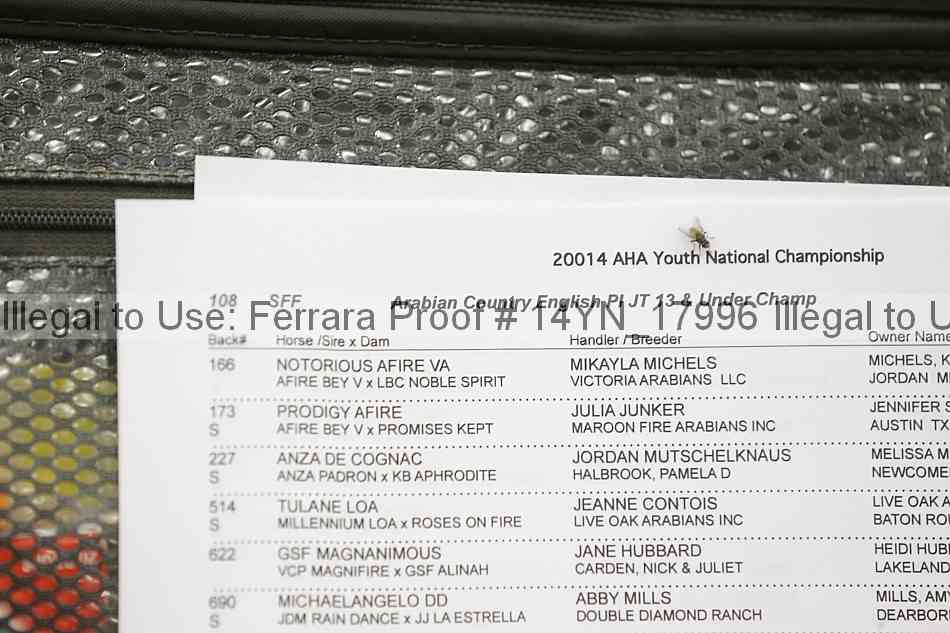 20014 AHA Youth National Championship
108 SFF Arabian Country English Pl JT 13 & Under Champ
Illegal to Use: Ferrara Proof # 14YN_17996 Illegal to U
Back# Horse /Sire x Dam Handler / Breeder Owner Name
166 NOTORIOUS AFIRE VA MIKAYLA MICHELS MICHELS, K
AFIRE BEY V x LBC NOBLE SPIRIT VICTORIA ARABIANS LLC JORDAN M
173 PRODIGY AFIRE JULIA JUNKER JENNIFER S
S AFIRE BEY V x PROMISES KEPT MAROON FIRE ARABIANS INC AUSTIN TX
227 ANZA DE COGNAC JORDAN MUTSCHELKNAUS MELISSA M
S ANZA PADRON x KB APHRODITE HALBROOK, PAMELA D NEWCOME
514 TULANE LOA JEANNE CONTOIS LIVE OAK A
S MILLENNIUM LOA x ROSES ON FIRE LIVE OAK ARABIANS INC BATON RO
622 GSF MAGNANIMOUS JANE HUBBARD HEIDI HUB
VCP MAGNIFIRE x GSF ALINAH CARDEN, NICK & JULIET LAKELAND
690 MICHAELANGELO DD ABBY MILLS MILLS, AMY
S JDM RAIN DANCE x JJ LA ESTRELLA DOUBLE DIAMOND RANCH DEARBOR